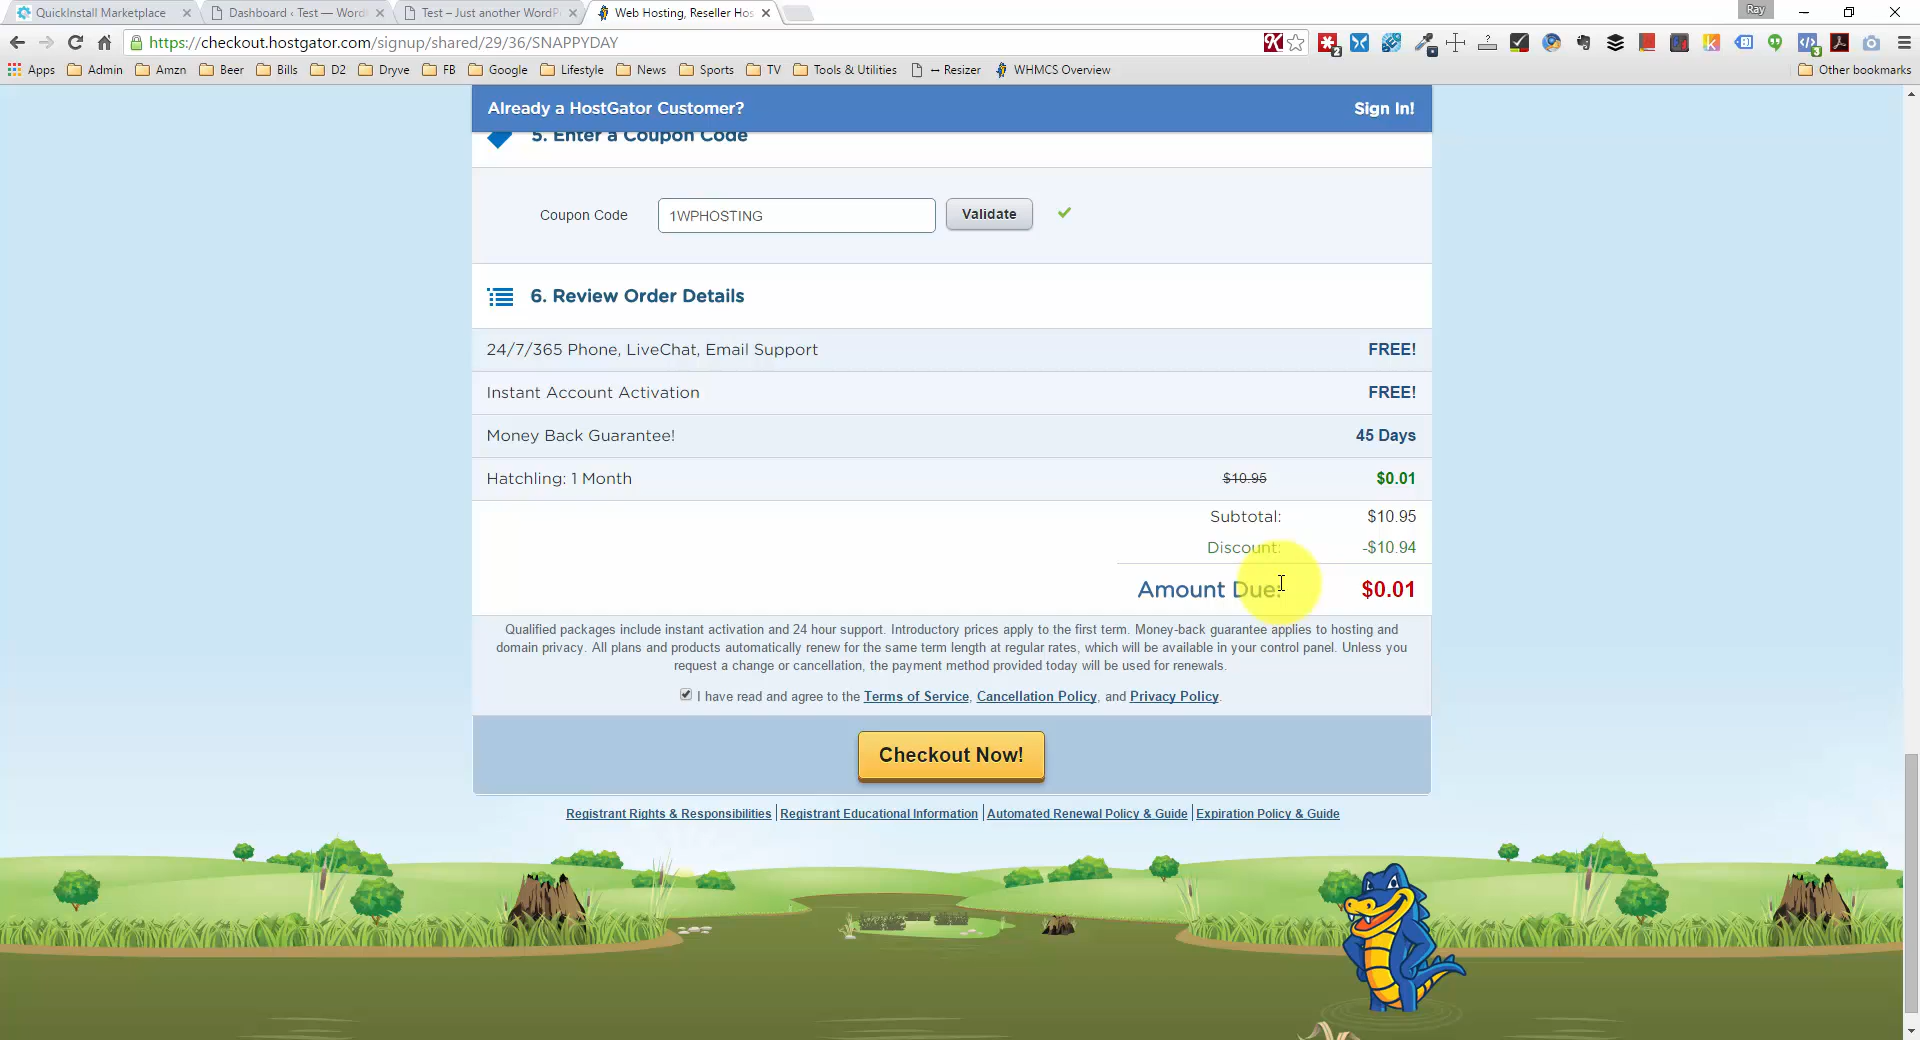 QuickInstall Marketplace
Dashboard ‹ Test — Word
Test – Just another WordP
Web Hosting, Reseller Hos
Ray
https://checkout.hostgator.com/signup/shared/29/36/SNAPPYDAY
Apps
Admin
Amzn
Beer
Bills
D2
Dryve
FB
Google
Lifestyle
News
Sports
TV
Tools & Utilities
↔ Resizer
WHMCS Overview
Other bookmarks
Already a HostGator Customer?
Sign In!
5. Enter a Coupon Code
Coupon Code
1WPHOSTING
Validate
6. Review Order Details
24/7/365 Phone, LiveChat, Email Support FREE!
Instant Account Activation FREE!
Money Back Guarantee! 45 Days
Hatchling: 1 Month $10.95 $0.01
Subtotal: $10.95
Discount: -$10.94
Amount Due: $0.01
Qualified packages include instant activation and 24 hour support. Introductory prices apply to the first term. Money-back guarantee applies to hosting and
domain privacy. All plans and products automatically renew for the same term length at regular rates, which will be available in your control panel. Unless you
request a change or cancellation, the payment method provided today will be used for renewals.
I have read and agree to the Terms of Service, Cancellation Policy, and Privacy Policy.
Checkout Now!
Registrant Rights & Responsibilities | Registrant Educational Information | Automated Renewal Policy & Guide | Expiration Policy & Guide